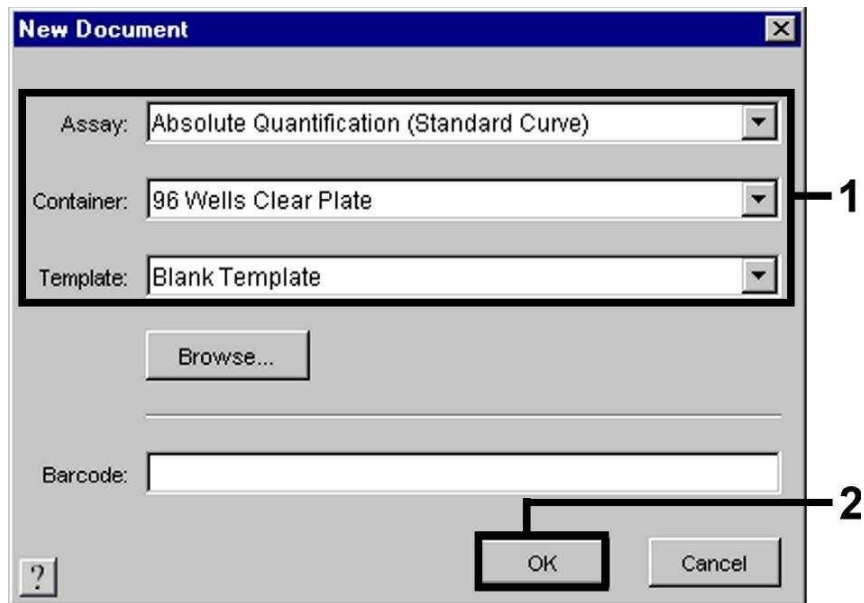 New Document
Assay: Absolute Quantification (Standard Curve)
Container: 96 Wells Clear Plate
1
Template: Blank Template
Browse...
Barcode:
2
OK Cancel
?